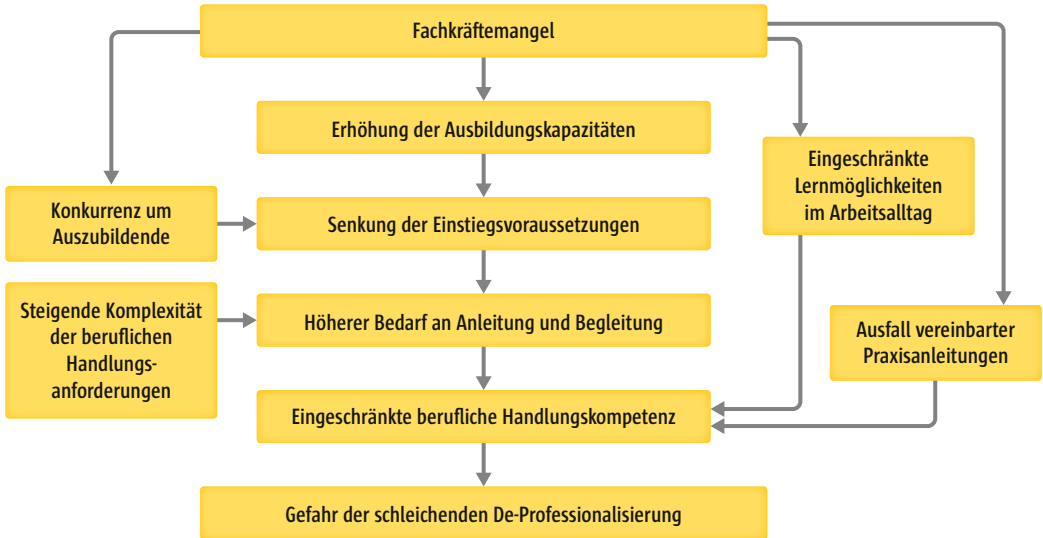 Fachkräftemangel
Erhöhung der Ausbildungskapazitäten
Eingeschränkte
Lernmöglichkeiten
im Arbeitsalltag
Konkurrenz um
Auszubildende
Senkung der Einstiegsvoraussetzungen
Steigende Komplexität
der beruflichen
Handlungs-
anforderungen
Höherer Bedarf an Anleitung und Begleitung
Ausfall vereinbarter
Praxisanleitungen
Eingeschränkte berufliche Handlungskompetenz
Gefahr der schleichenden De-Professionalisierung